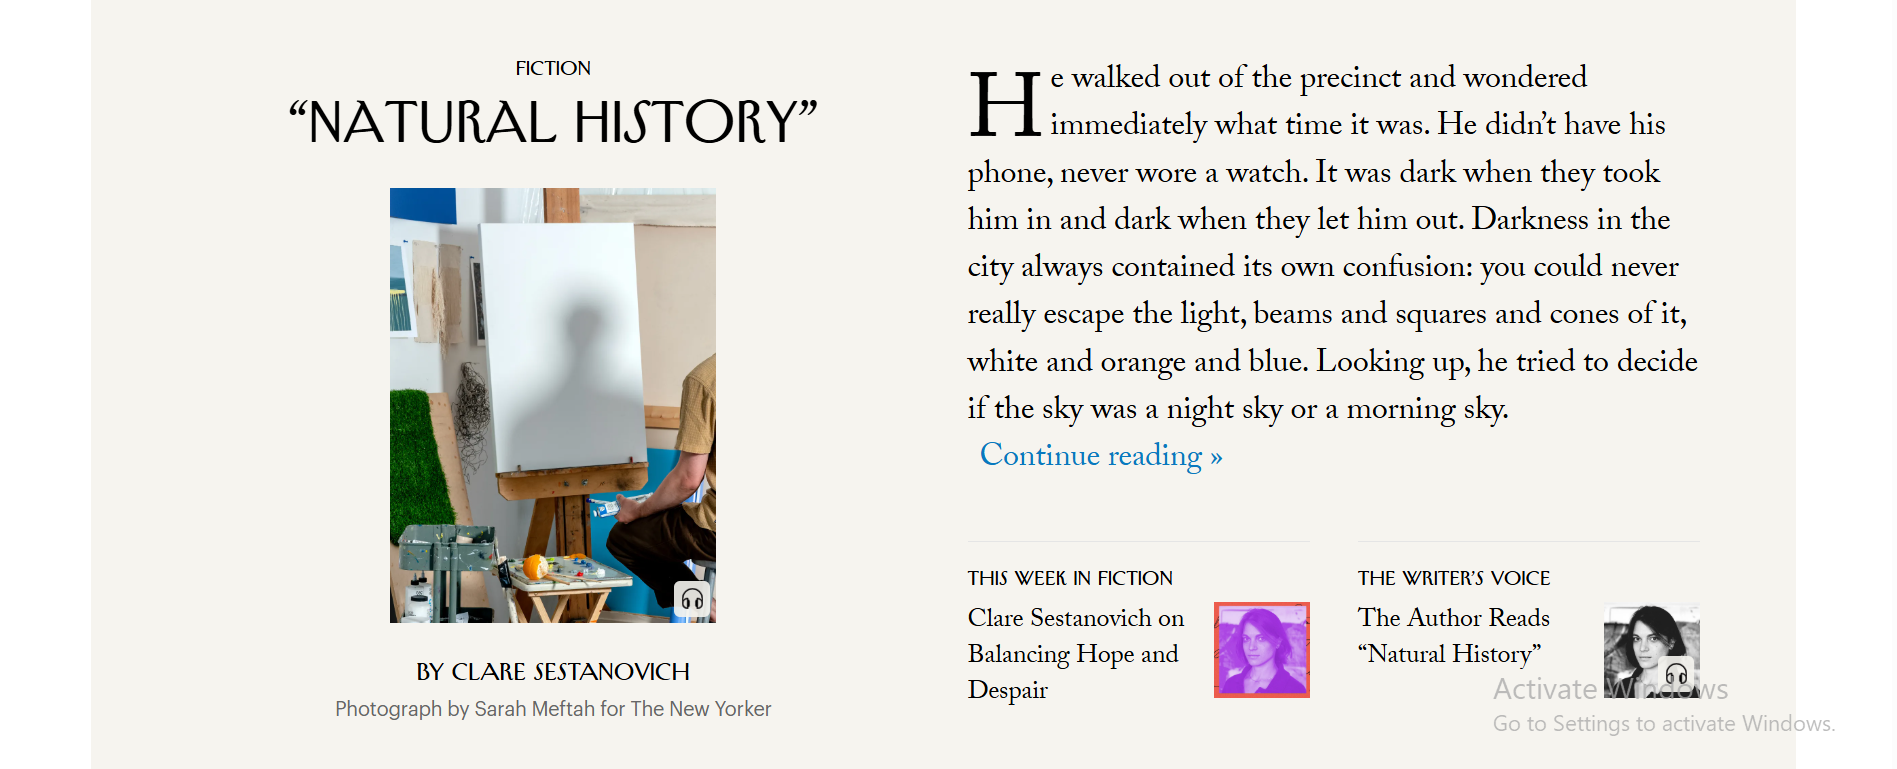 FICTION
“NATURAL HISTORY”
BY CLARE SESTANOVICH
Photograph by Sarah Meftah for The New Yorker
He walked out of the precinct and wondered
immediately what time it was. He didn’t have his
phone, never wore a watch. It was dark when they took
him in and dark when they let him out. Darkness in the
city always contained its own confusion: you could never
really escape the light, beams and squares and cones of it,
white and orange and blue. Looking up, he tried to decide
if the sky was a night sky or a morning sky.
Continue reading »
THIS WEEK IN FICTION
Clare Sestanovich on
Balancing Hope and
Despair
THE WRITER’S VOICE
The Author Reads
“Natural History”
Activate Windows
Go to Settings to activate Windows.